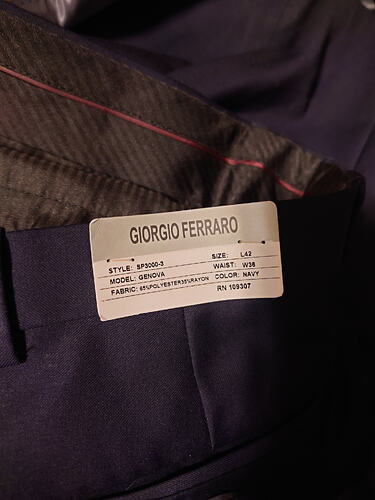 GIORGIO FERRARO
STYLE: SP3000-3 SIZE: L42
MODEL: GENOVA WAIST: W36
FABRIC: 65%POLYESTER35%RAYON COLOR: NAVY
RN 109307